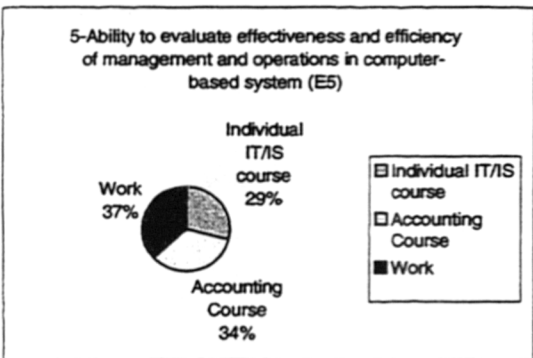 5-Ability to evaluate effectiveness and efficiency
of management and operations in computer-
based system (E5)
Individual
IT/IS
course
29%
Work
37%
Accounting
Course
34%
Individual IT/IS
course
Accounting
Course
Work